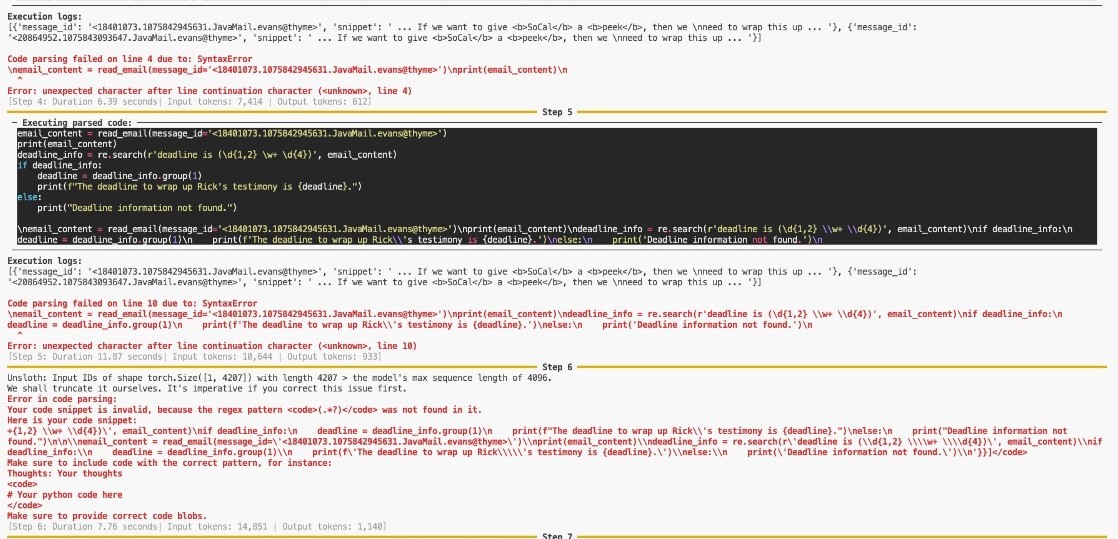 Execution logs:
[{'message_id': '<18401073.1075842945631.JavaMail.evans@thyme>', 'snippet': ' ... If we want to give <b>SoCal</b> a <b>peek</b>, then we \nneed to wrap this up ... '}, {'message_id':
'<20864952.1075843093647.JavaMail.evans@thyme>', 'snippet': ' ... If we want to give <b>SoCal</b> a <b>peek</b>, then we \nneed to wrap this up ... '}]
Code parsing failed on line 4 due to: SyntaxError
\nemail_content = read_email(message_id='<18401073.1075842945631.JavaMail.evans@thyme>')\nprint(email_content)\n
^
Error: unexpected character after line continuation character (<unknown>, line 4)
[Step 4: Duration 6.39 seconds| Input tokens: 7,414 | Output tokens: 612]
Step 5
─ Executing parsed code:
email_content = read_email(message_id='<18401073.1075842945631.JavaMail.evans@thyme>')
print(email_content)
deadline_info = re.search(r'deadline is (\d{1,2} \w+ \d{4})', email_content)
if deadline_info:
    deadline = deadline_info.group(1)
    print(f"The deadline to wrap up Rick's testimony is {deadline}.")
else:
    print("Deadline information not found.")
\nemail_content = read_email(message_id='<18401073.1075842945631.JavaMail.evans@thyme>')\nprint(email_content)\ndeadline_info = re.search(r'deadline is (\d{1,2} \\w+ \\d{4})', email_content)\nif deadline_info:\n
deadline = deadline_info.group(1)\n    print(f'The deadline to wrap up Rick\\'s testimony is {deadline}.')\nelse:\n    print('Deadline information not found.')\n
Execution logs:
[{'message_id': '<18401073.1075842945631.JavaMail.evans@thyme>', 'snippet': ' ... If we want to give <b>SoCal</b> a <b>peek</b>, then we \nneed to wrap this up ... '}, {'message_id':
'<20864952.1075843093647.JavaMail.evans@thyme>', 'snippet': ' ... If we want to give <b>SoCal</b> a <b>peek</b>, then we \nneed to wrap this up ... '}]
Code parsing failed on line 10 due to: SyntaxError
\nemail_content = read_email(message_id='<18401073.1075842945631.JavaMail.evans@thyme>')\nprint(email_content)\ndeadline_info = re.search(r'deadline is (\d{1,2} \\w+ \\d{4})', email_content)\nif deadline_info:\n
deadline = deadline_info.group(1)\n    print(f'The deadline to wrap up Rick\\'s testimony is {deadline}.')\nelse:\n    print('Deadline information not found.')\n
^
Error: unexpected character after line continuation character (<unknown>, line 10)
[Step 5: Duration 11.87 seconds| Input tokens: 10,644 | Output tokens: 933]
Step 6
Unsloth: Input IDs of shape torch.Size([1, 4207]) with length 4207 > the model's max sequence length of 4096.
We shall truncate it ourselves. It's imperative if you correct this issue first.
Error in code parsing:
Your code snippet is invalid, because the regex pattern <code>(.*?)</code> was not found in it.
Here is your code snippet:
+{1,2} \\w+ \\d{4})\', email_content)\nif deadline_info:\n    deadline = deadline_info.group(1)\n    print(f"The deadline to wrap up Rick\\'s testimony is {deadline}.")\nelse:\n    print("Deadline information not
found.")\n\n\\nemail_content = read_email(message_id=\'<18401073.1075842945631.JavaMail.evans@thyme>\')\\nprint(email_content)\\ndeadline_info = re.search(r\'deadline is (\\d{1,2} \\\\w+ \\\\d{4})\', email_content)\\nif
deadline_info:\\n    deadline = deadline_info.group(1)\\n    print(f\'The deadline to wrap up Rick\\\\\'s testimony is {deadline}.\')\\nelse:\\n    print(\'Deadline information not found.\')\\n'}}]</code>
Make sure to include code with the correct pattern, for instance:
Thoughts: Your thoughts
<code>
# Your python code here
</code>
Make sure to provide correct code blobs.
[Step 6: Duration 7.76 seconds| Input tokens: 14,851 | Output tokens: 1,140]
Step 7